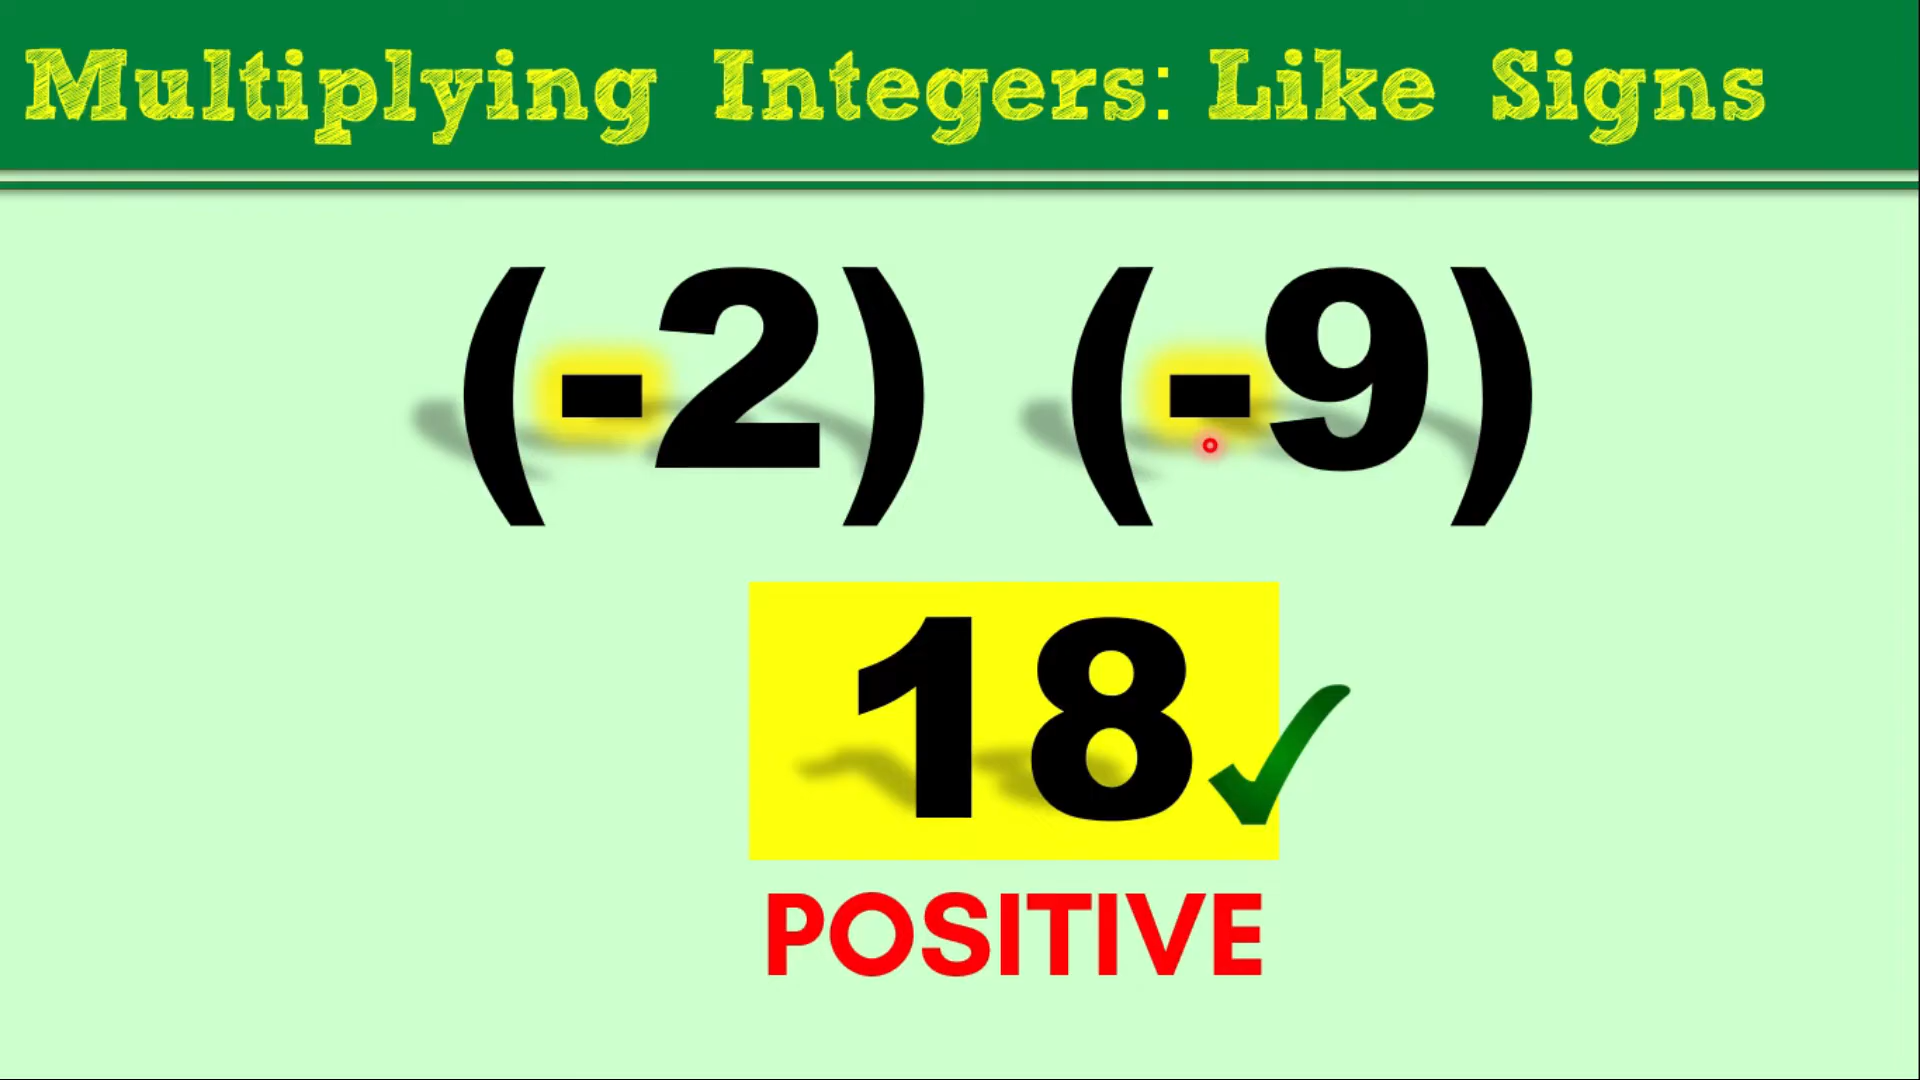 Multiplying Integers: Like Signs
(-2) (-9)
18
POSITIVE